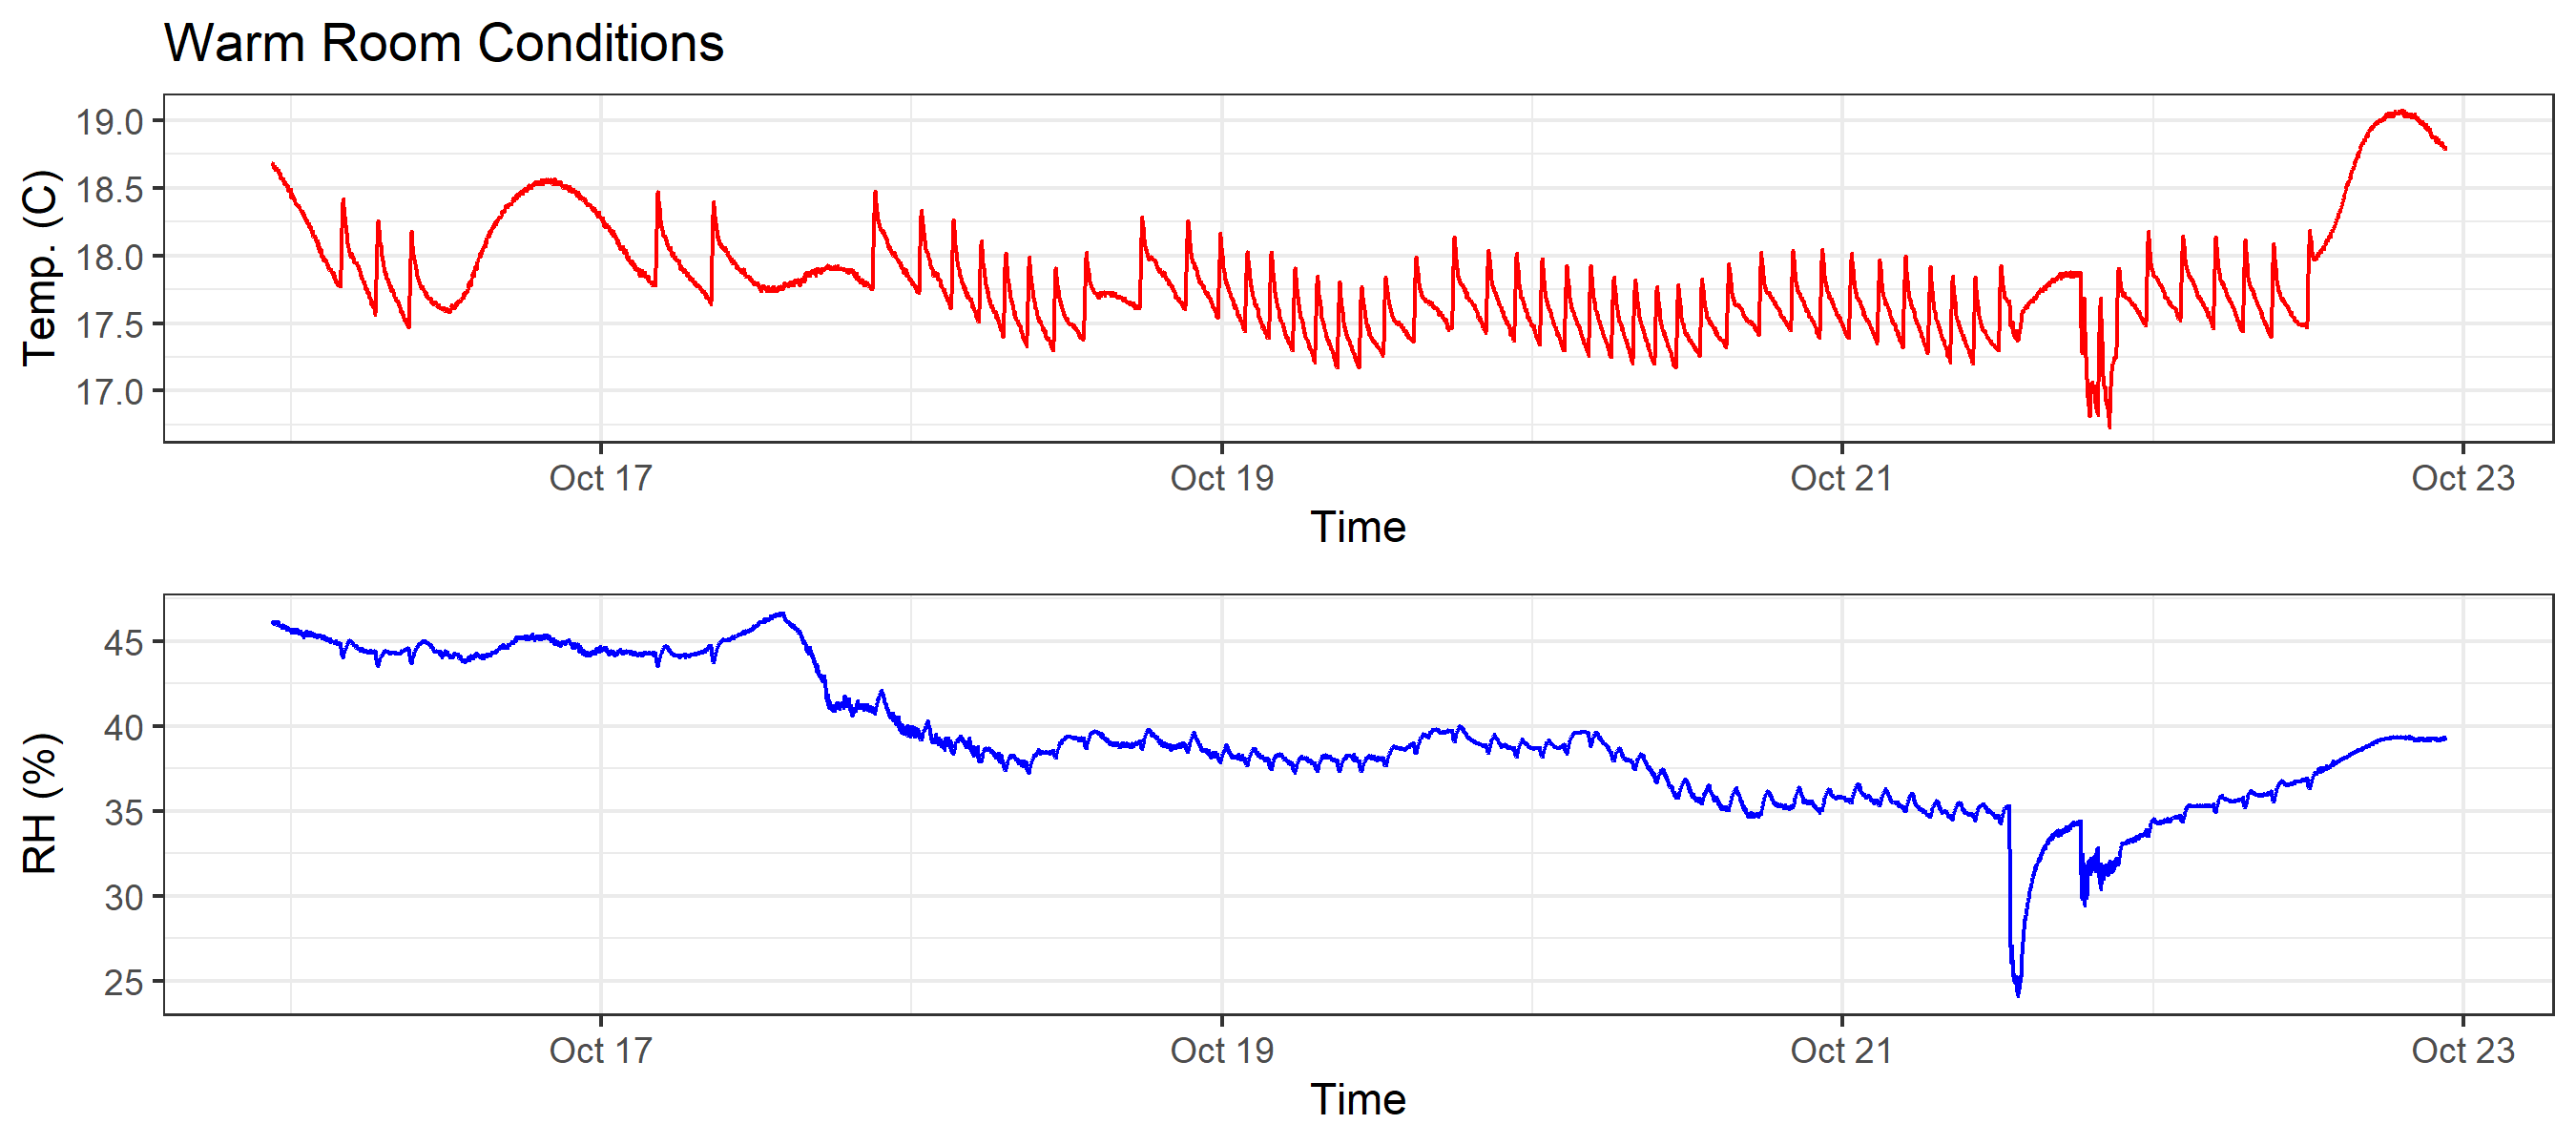 Warm Room Conditions
Temp. (C)
19.0
18.5
18.0
17.5
17.0
Oct 17 Oct 19 Oct 21 Oct 23
Time
RH (%)
45
40
35
30
25
Oct 17 Oct 19 Oct 21 Oct 23
Time